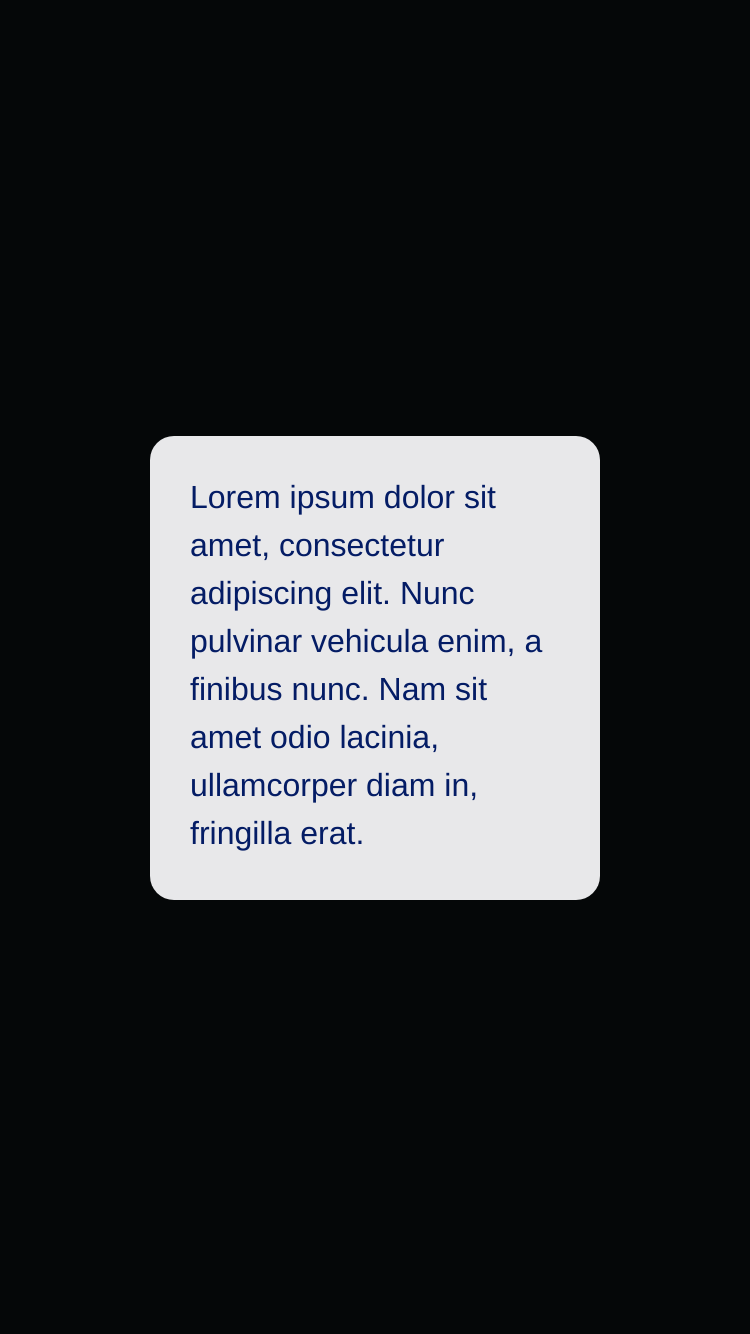 Lorem ipsum dolor sit
amet, consectetur
adipiscing elit. Nunc
pulvinar vehicula enim, a
finibus nunc. Nam sit
amet odio lacinia,
ullamcorper diam in,
fringilla erat.